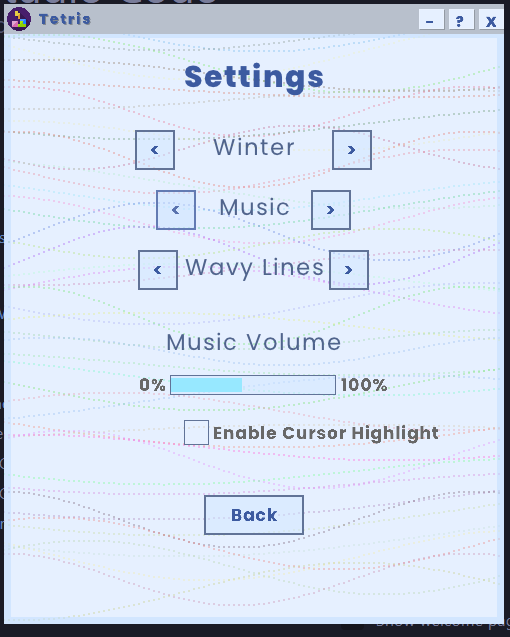 Tetris
– ? X
Settings
< Winter >
< Music >
< Wavy Lines >
Music Volume
0% 100%
Enable Cursor Highlight
Back